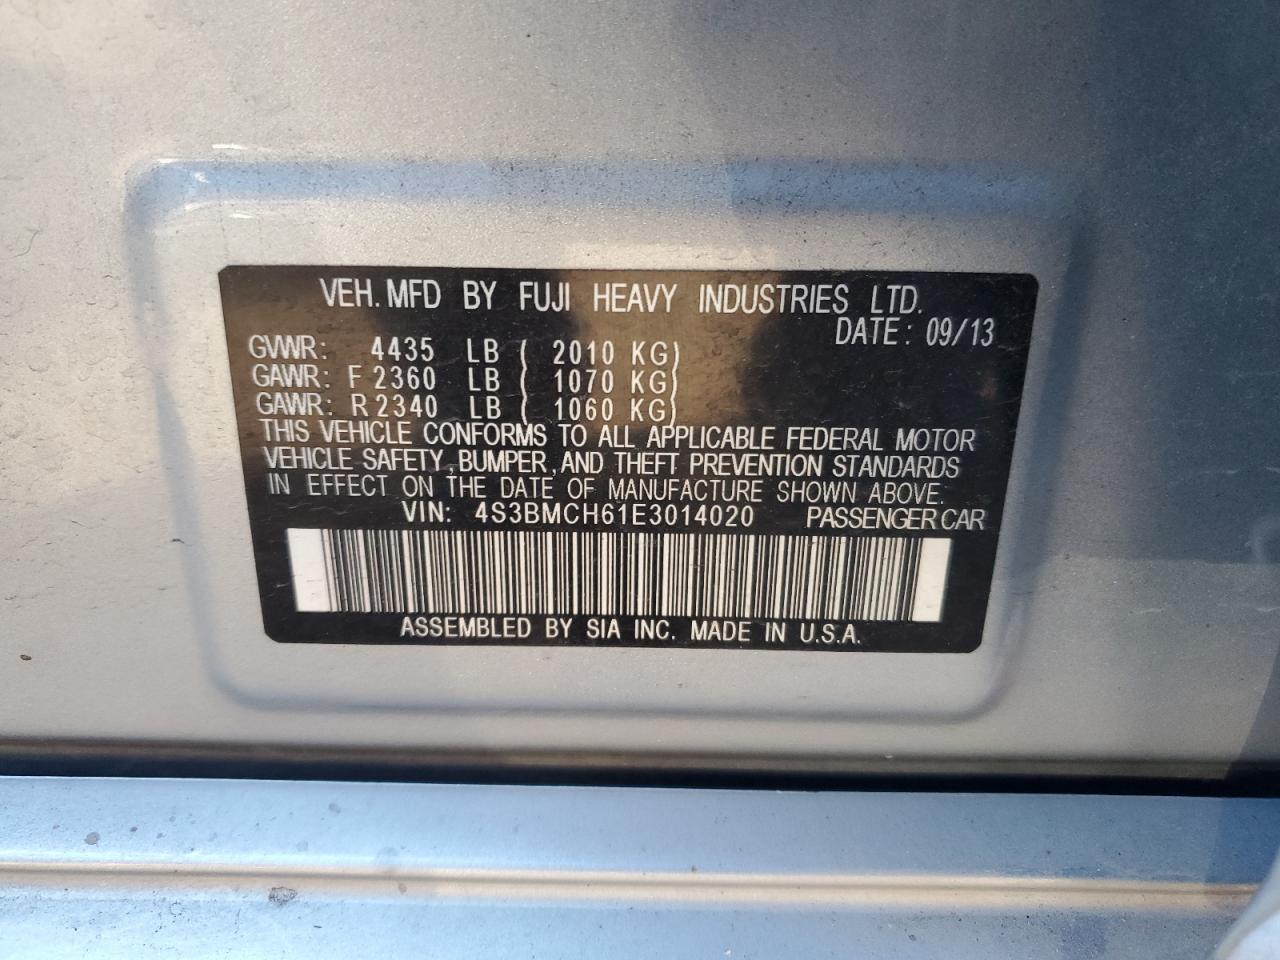 VEH. MFD BY FUJI HEAVY INDUSTRIES LTD.
DATE: 09/13
GVWR: 4435 LB ( 2010 KG)
GAWR: F 2360 LB ( 1070 KG)
GAWR: R 2340 LB ( 1060 KG)
THIS VEHICLE CONFORMS TO ALL APPLICABLE FEDERAL MOTOR
VEHICLE SAFETY, BUMPER, AND THEFT PREVENTION STANDARDS
IN EFFECT ON THE DATE OF MANUFACTURE SHOWN ABOVE.
VIN: 4S3BMCH61E3014020 PASSENGER CAR
ASSEMBLED BY SIA INC. MADE IN U.S.A.